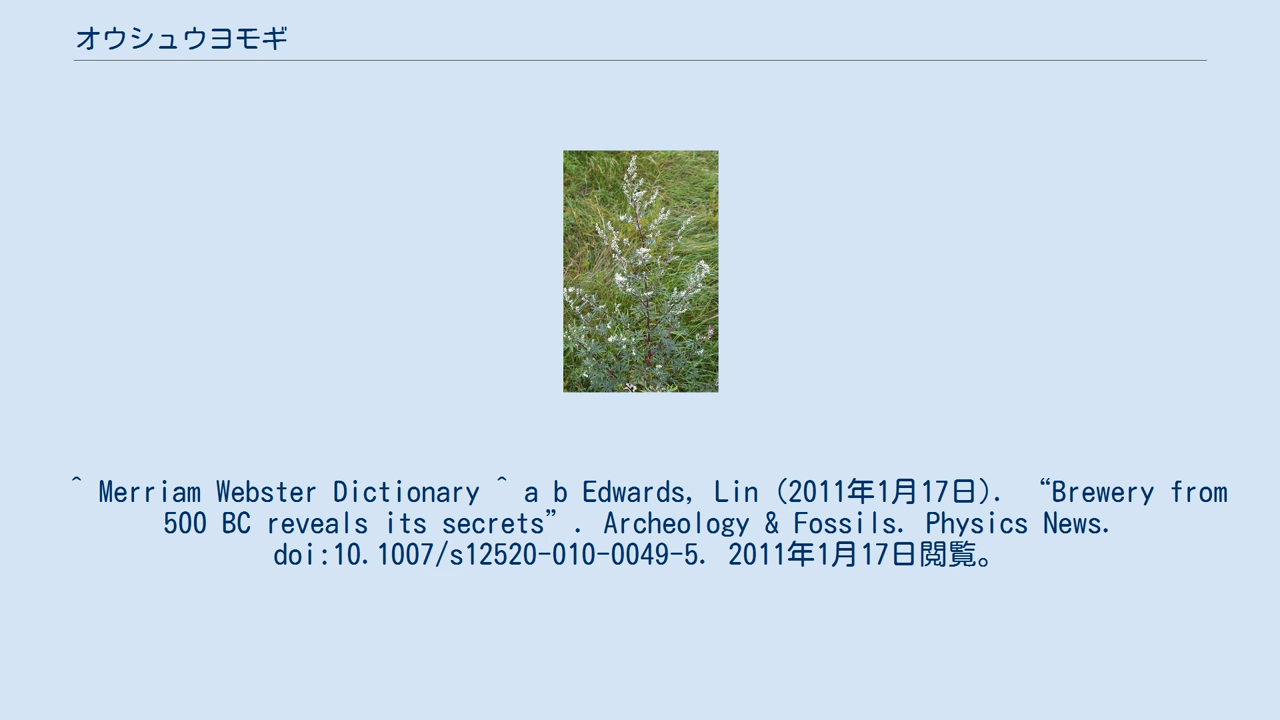 オウシュウヨモギ
^ Merriam Webster Dictionary ^ a b Edwards, Lin (2011年1月17日). “Brewery from
500 BC reveals its secrets”. Archeology & Fossils. Physics News.
doi:10.1007/s12520-010-0049-5. 2011年1月17日閲覧。